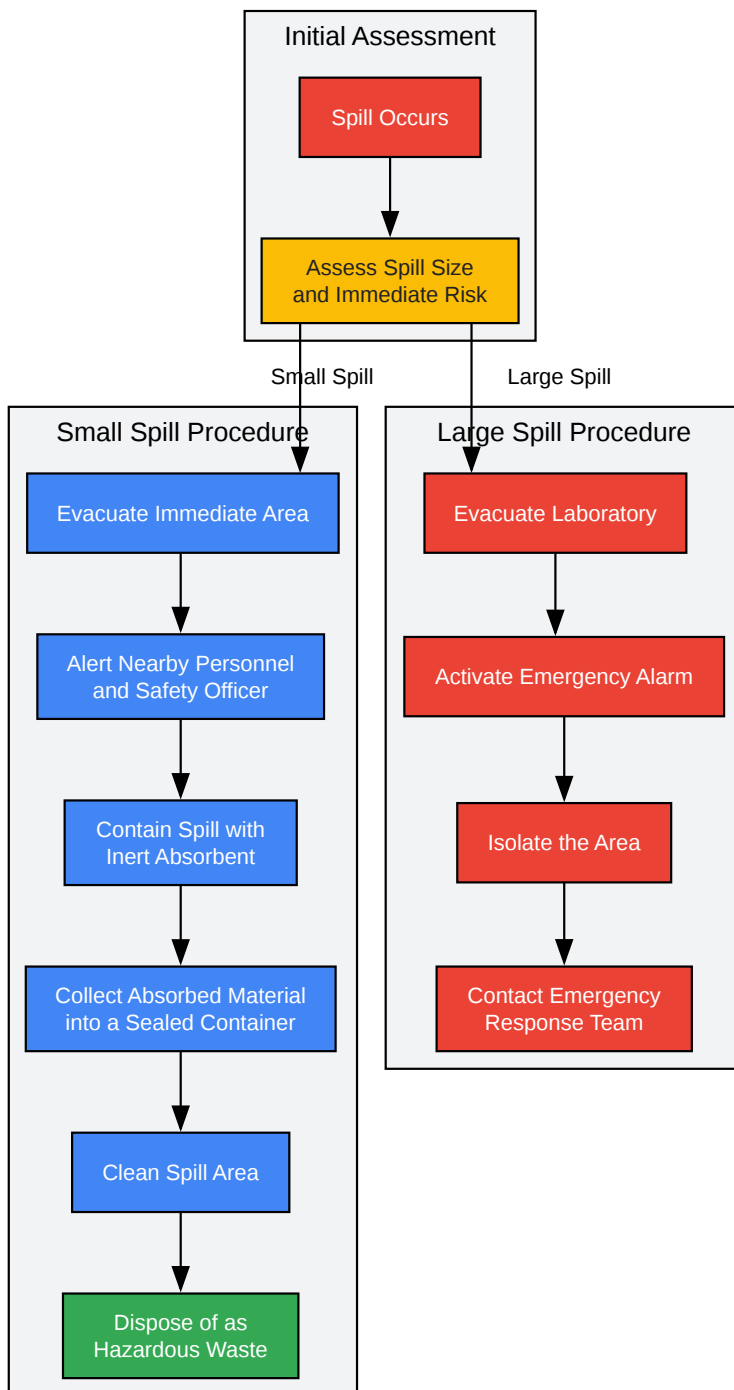 Initial Assessment
Spill Occurs
Assess Spill Size
and Immediate Risk
Small Spill
Large Spill
Small Spill Procedure
Evacuate Immediate Area
Alert Nearby Personnel
and Safety Officer
Contain Spill with
Inert Absorbent
Collect Absorbed Material
into a Sealed Container
Clean Spill Area
Dispose of as
Hazardous Waste
Large Spill Procedure
Evacuate Laboratory
Activate Emergency Alarm
Isolate the Area
Contact Emergency
Response Team